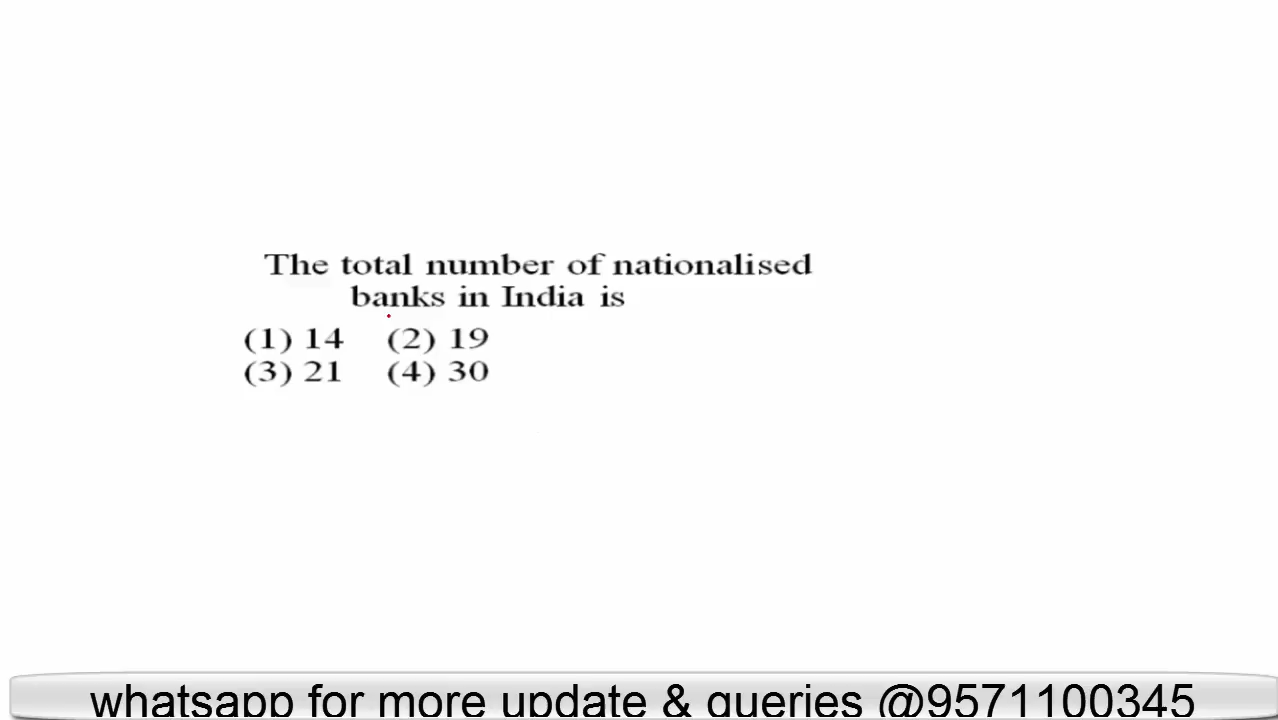 The total number of nationalised
banks in India is
(1) 14 (2) 19
(3) 21 (4) 30
whatsapp for more update & queries @9571100345